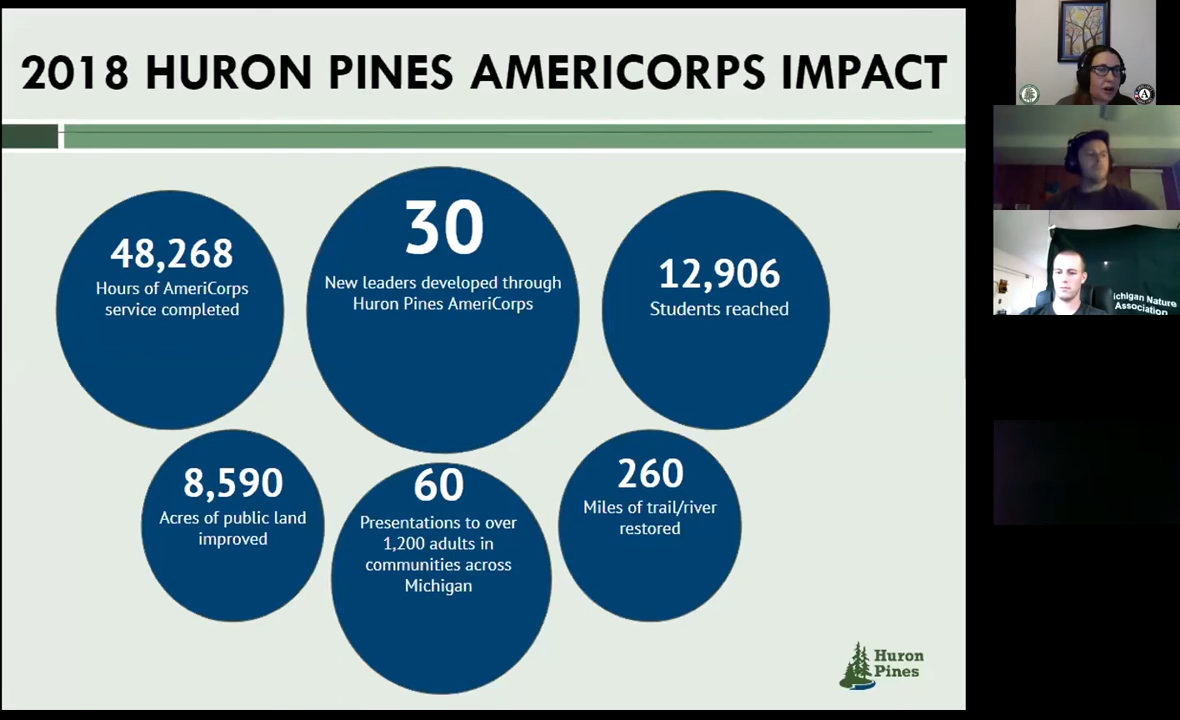 2018 HURON PINES AMERICORPS IMPACT
48,268
Hours of AmeriCorps
service completed
30
New leaders developed through
Huron Pines AmeriCorps
12,906
Students reached
8,590
Acres of public land
improved
60
Presentations to over
1,200 adults in
communities across
Michigan
260
Miles of trail/river
restored
Huron
Pines
A
ichigan Nature
Association